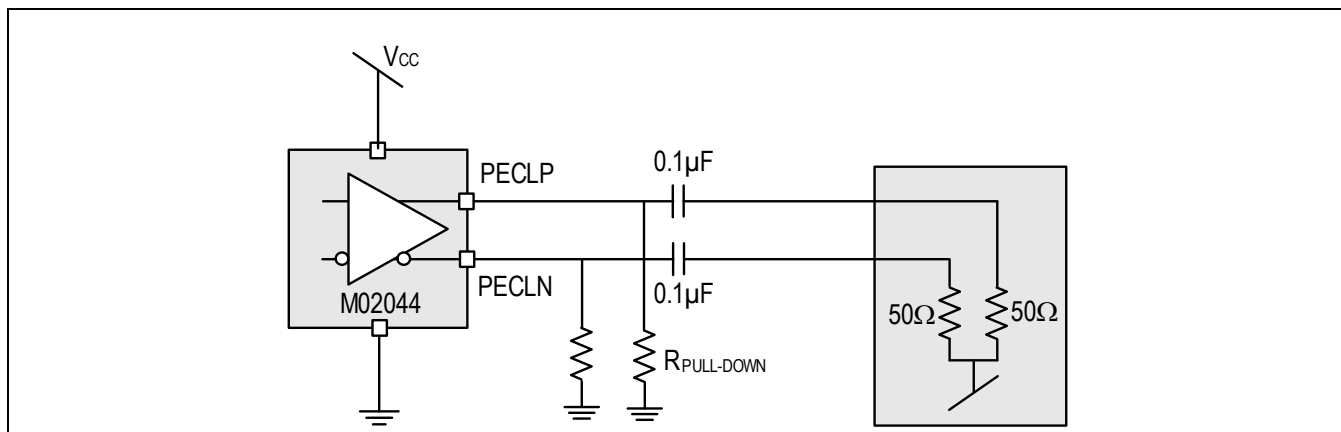 Vcc
PECLP
0.1µF
0.1µF
PECLN
M02044
50Ω
50Ω
RPULL-DOWN